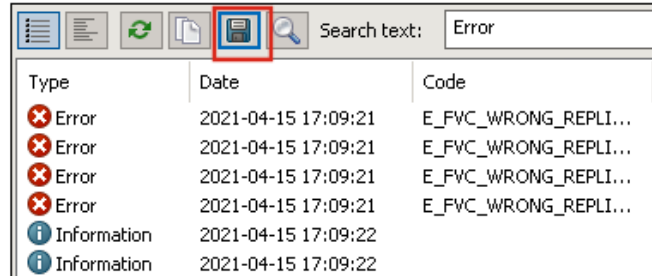 Search text: Error
Type Date Code
Error 2021-04-15 17:09:21 E_FVC_WRONG_REPLI...
Error 2021-04-15 17:09:21 E_FVC_WRONG_REPLI...
Error 2021-04-15 17:09:21 E_FVC_WRONG_REPLI...
Error 2021-04-15 17:09:21 E_FVC_WRONG_REPLI...
Information 2021-04-15 17:09:22
Information 2021-04-15 17:09:22